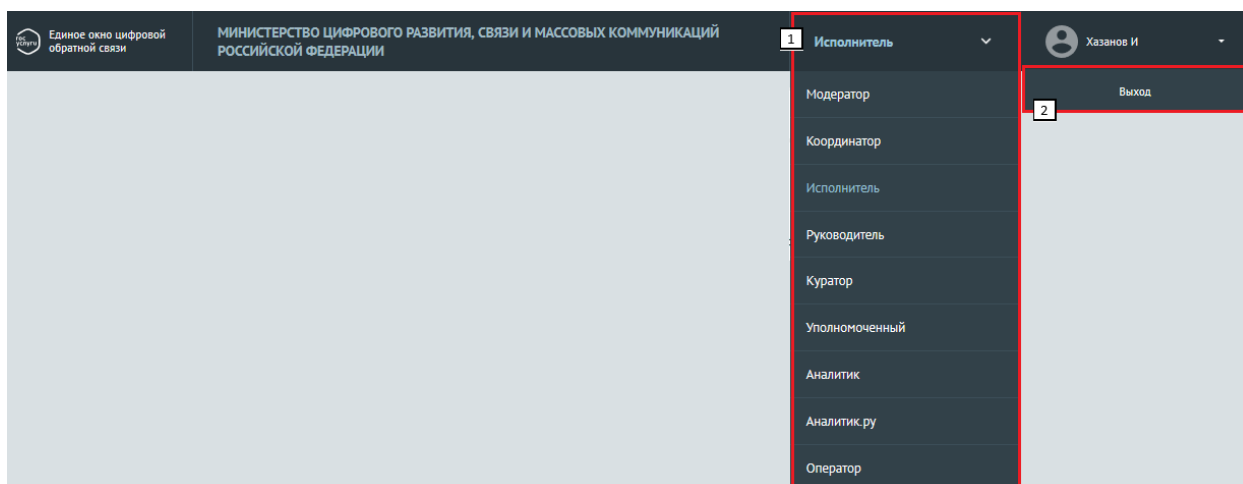 гос
услуги
Единое окно цифровой
обратной связи
МИНИСТЕРСТВО ЦИФРОВОГО РАЗВИТИЯ, СВЯЗИ И МАССОВЫХ КОММУНИКАЦИЙ
РОССИЙСКОЙ ФЕДЕРАЦИИ
1
Исполнитель
Хазанов И
2
Выход
Модератор
Координатор
Исполнитель
Руководитель
Куратор
Уполномоченный
Аналитик
Аналитик.ру
Оператор